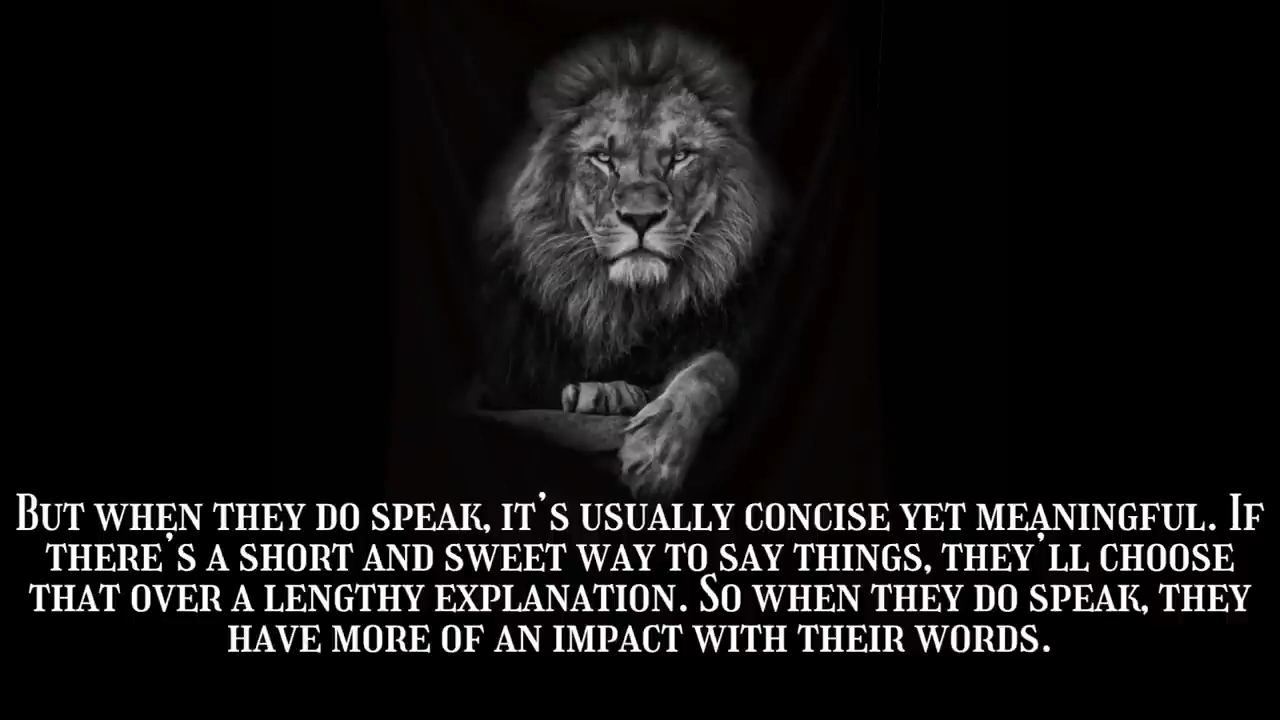 But when they do speak, it's usually concise yet meaningful. If
there's a short and sweet way to say things, they'll choose
that over a lengthy explanation. So when they do speak, they
have more of an impact with their words.